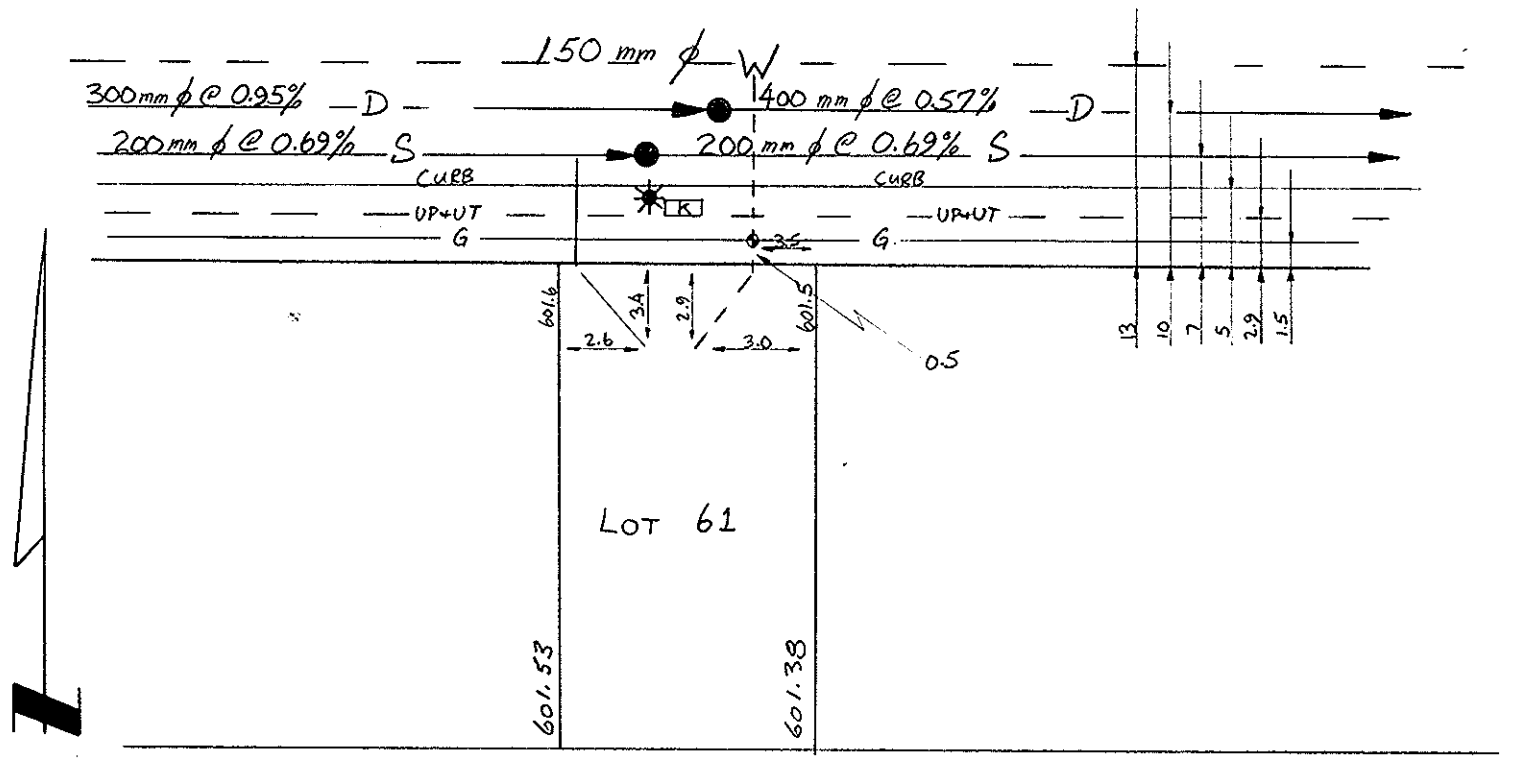 150 mm ϕ W
300mm ϕ @ 0.95% D 400 mm ϕ @ 0.57% D
200mm ϕ @ 0.69% S 200 mm ϕ @ 0.69% S
CURB CURB
K
UP+UT UP+UT
G 3.5 G
601.6 3.4 2.9 601.5
2.6 3.0
13 10 7 5 2.9 1.5
0.5
LOT 61
601.53 601.38